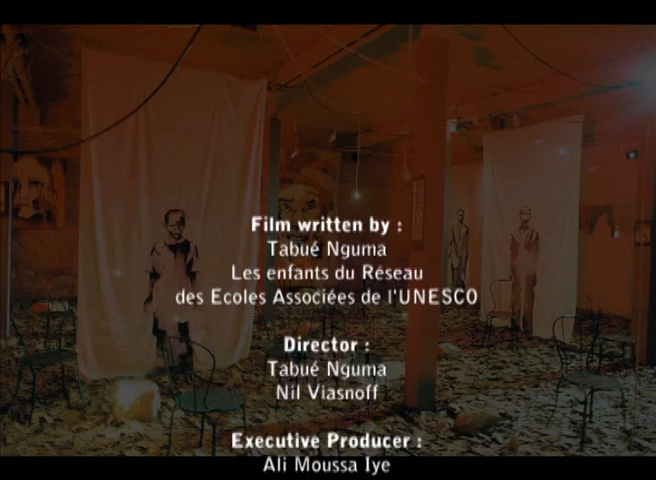 Film written by :
Tabué Nguma
Les enfants du Réseau
des Ecoles Associées de l'UNESCO
Director :
Tabué Nguma
Nil Viasnoff
Executive Producer :
Ali Moussa Iye